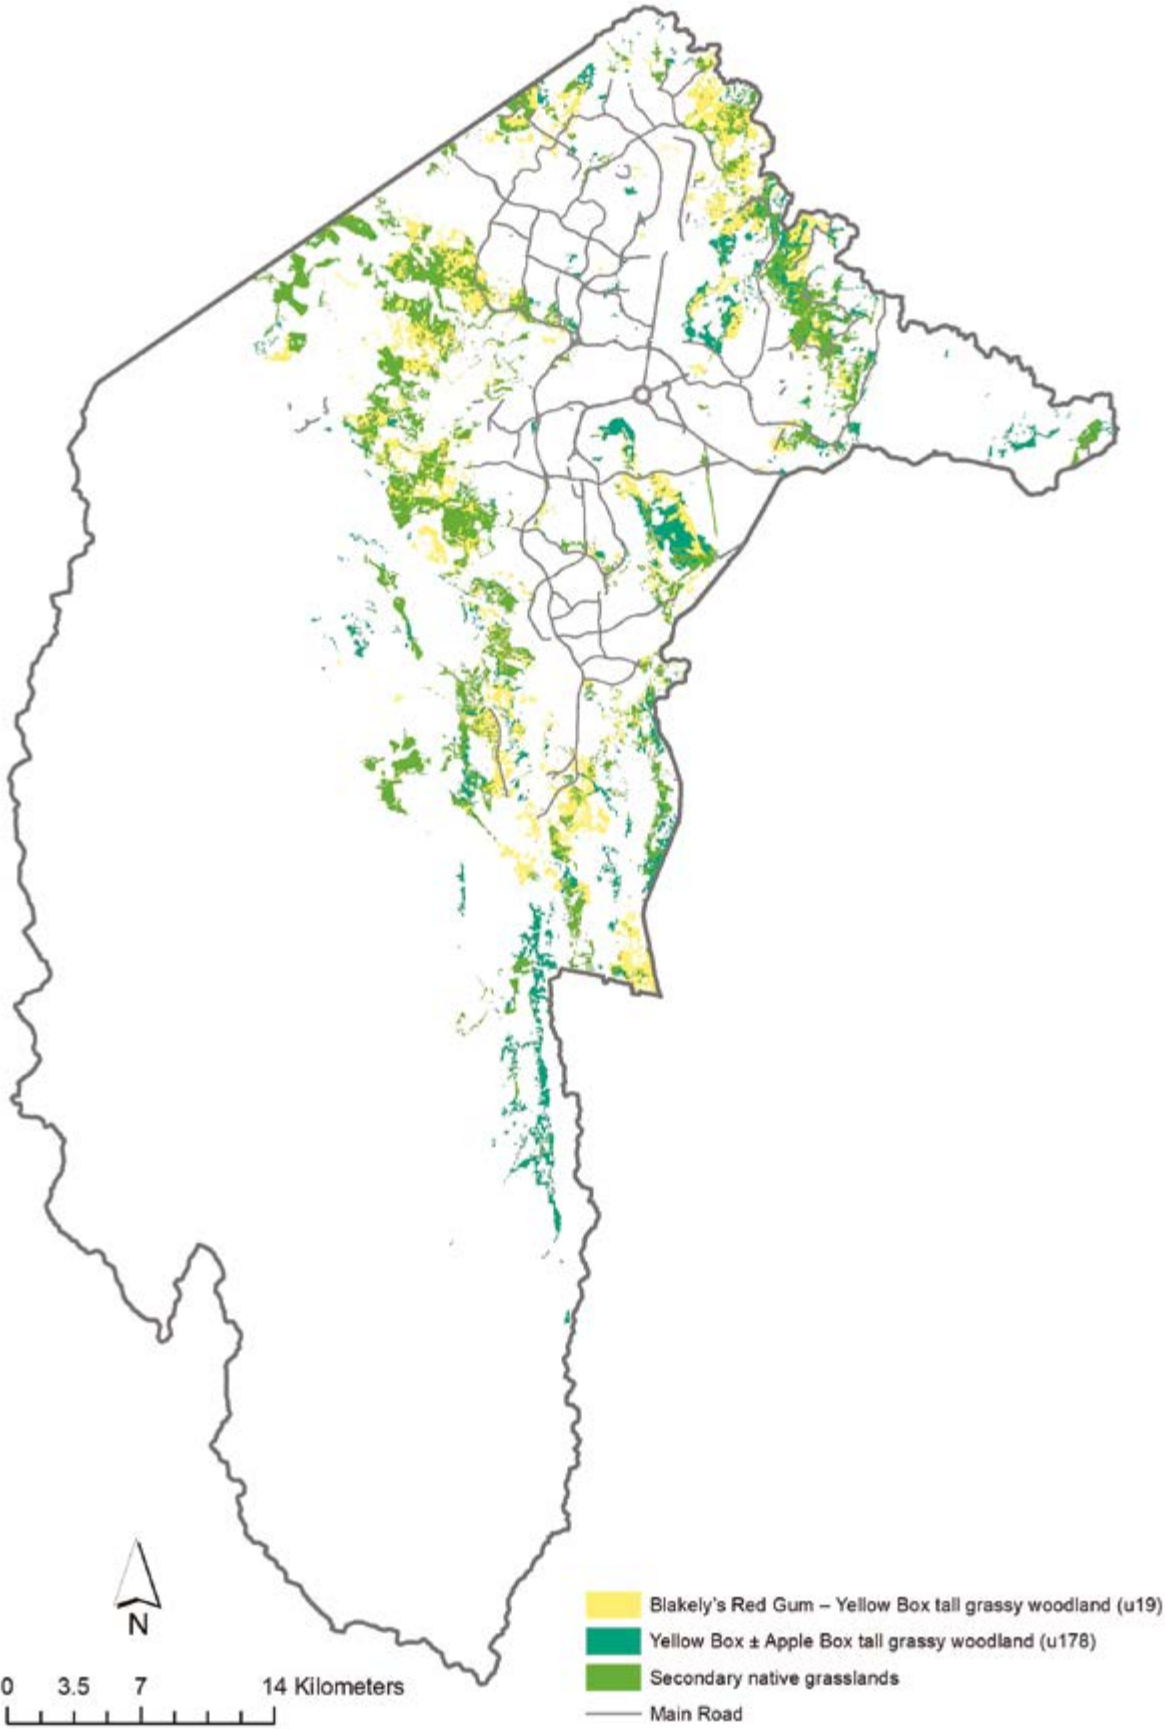 N
0 3.5 7 14 Kilometers
Blakely's Red Gum – Yellow Box tall grassy woodland (u19)
Yellow Box ± Apple Box tall grassy woodland (u178)
Secondary native grasslands
Main Road